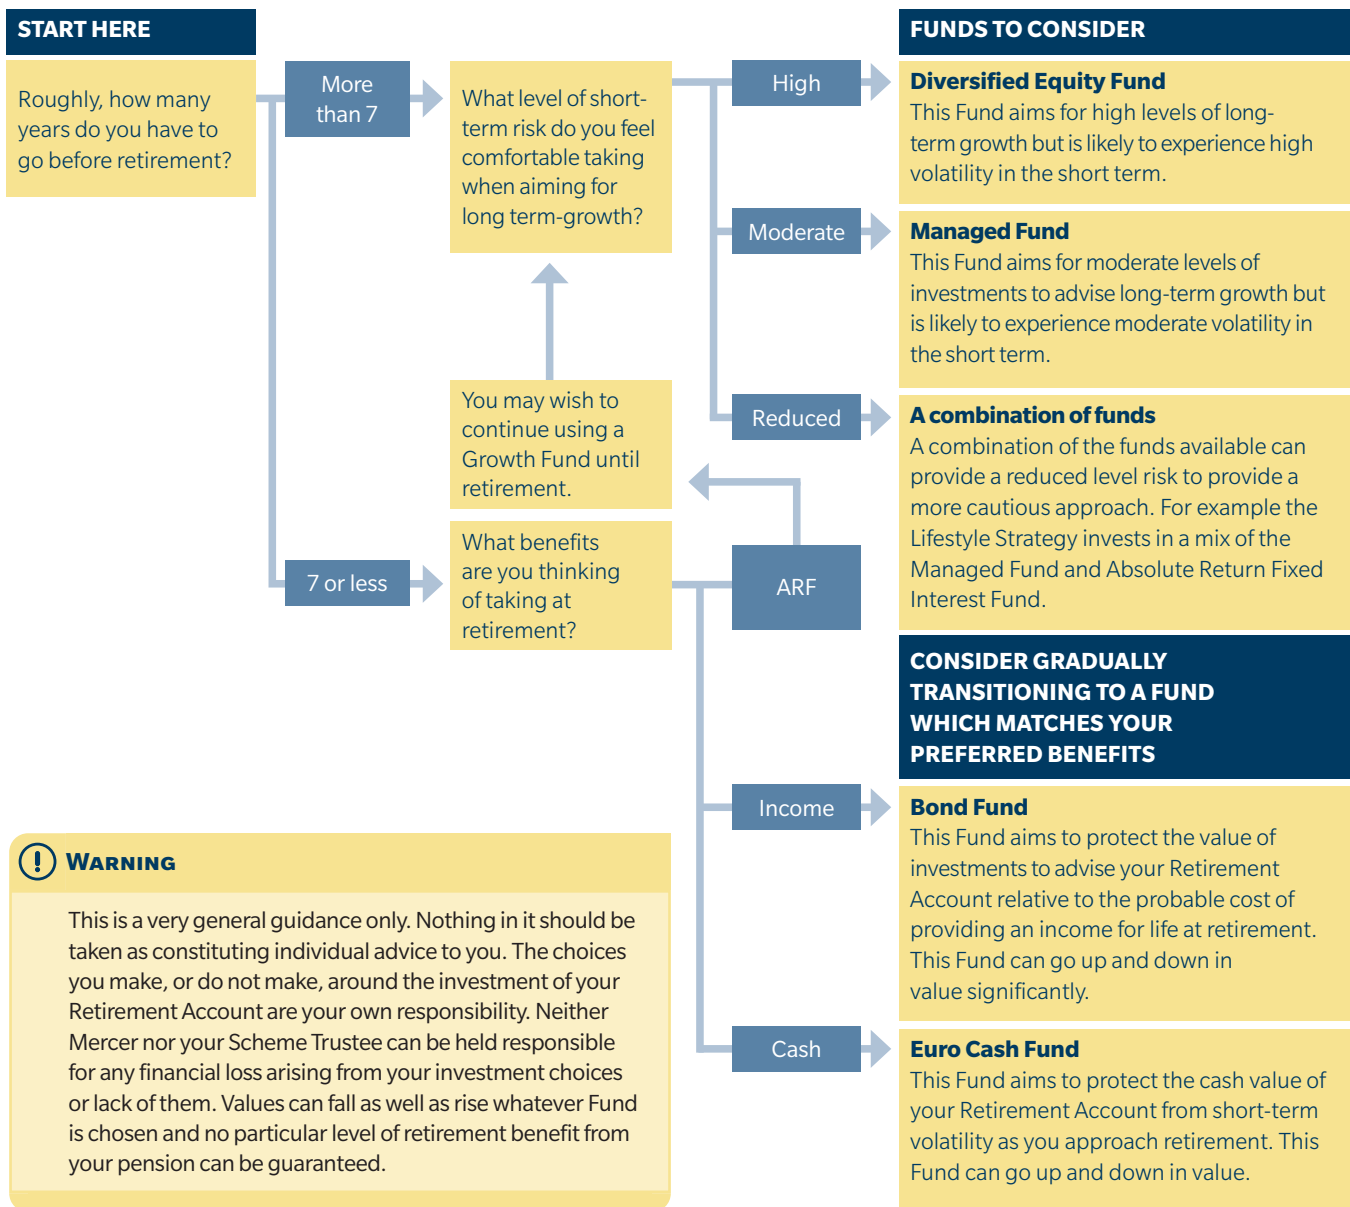 START HERE
Roughly, how many
years do you have to
go before retirement?
More
than 7
What level of short-
term risk do you feel
comfortable taking
when aiming for
long term-growth?
You may wish to
continue using a
Growth Fund until
retirement.
7 or less
What benefits
are you thinking
of taking at
retirement?
High
Moderate
Reduced
ARF
Income
Cash
FUNDS TO CONSIDER
Diversified Equity Fund
This Fund aims for high levels of long-
term growth but is likely to experience high
volatility in the short term.
Managed Fund
This Fund aims for moderate levels of
investments to advise long-term growth but
is likely to experience moderate volatility in
the short term.
A combination of funds
A combination of the funds available can
provide a reduced level risk to provide a
more cautious approach. For example the
Lifestyle Strategy invests in a mix of the
Managed Fund and Absolute Return Fixed
Interest Fund.
CONSIDER GRADUALLY
TRANSITIONING TO A FUND
WHICH MATCHES YOUR
PREFERRED BENEFITS
Bond Fund
This Fund aims to protect the value of
investments to advise your Retirement
Account relative to the probable cost of
providing an income for life at retirement.
This Fund can go up and down in
value significantly.
Euro Cash Fund
This Fund aims to protect the cash value of
your Retirement Account from short-term
volatility as you approach retirement. This
Fund can go up and down in value.
WARNING
This is a very general guidance only. Nothing in it should be
taken as constituting individual advice to you. The choices
you make, or do not make, around the investment of your
Retirement Account are your own responsibility. Neither
Mercer nor your Scheme Trustee can be held responsible
for any financial loss arising from your investment choices
or lack of them. Values can fall as well as rise whatever Fund
is chosen and no particular level of retirement benefit from
your pension can be guaranteed.